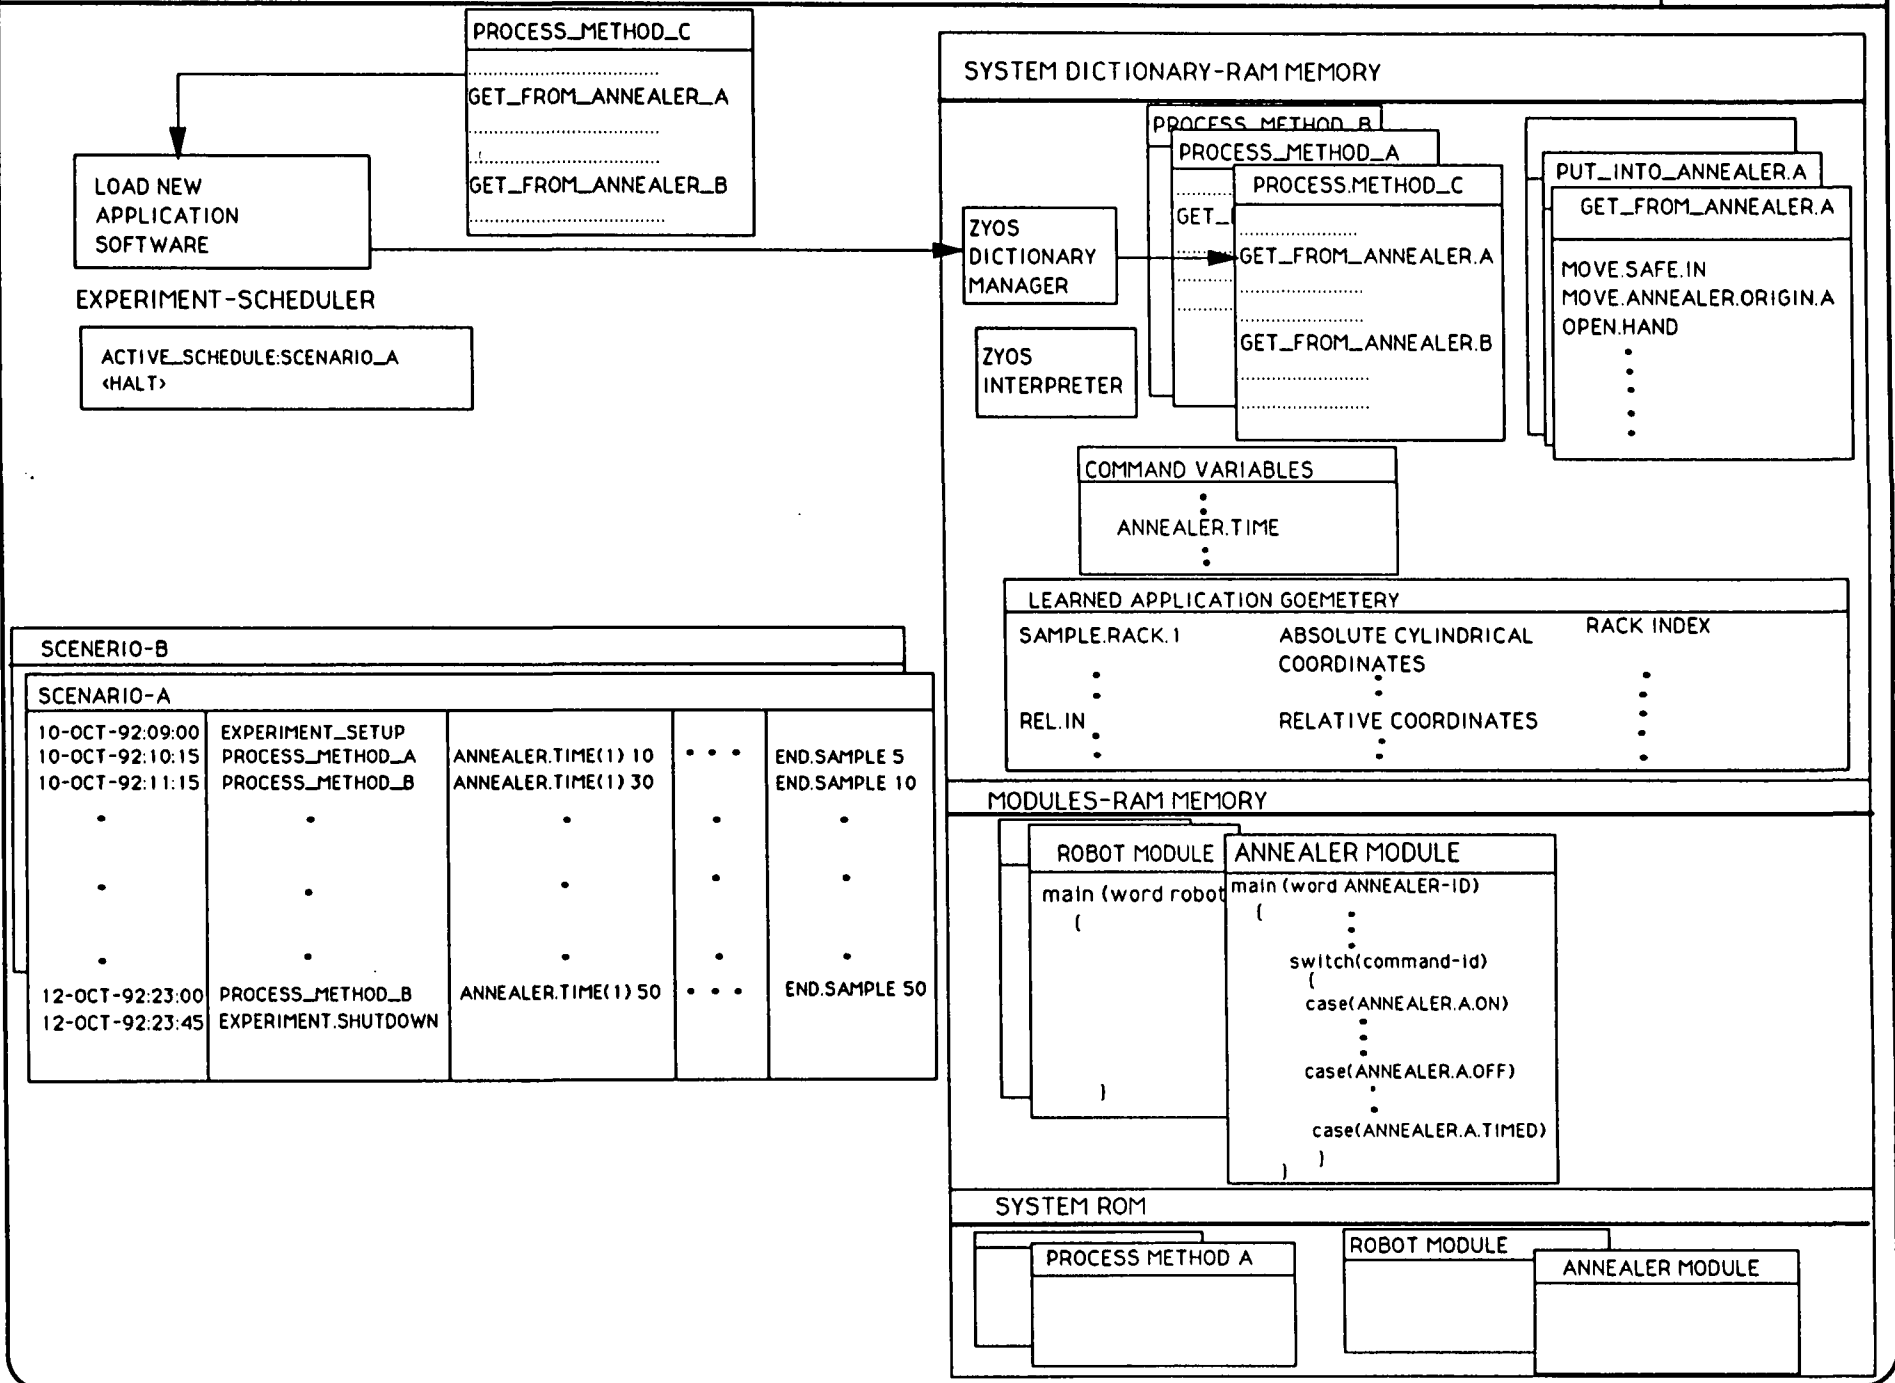 PROCESS_METHOD_C
GET_FROM_ANNEALER_A
GET_FROM_ANNEALER_B
LOAD NEW
APPLICATION
SOFTWARE
EXPERIMENT-SCHEDULER
ACTIVE_SCHEDULE:SCENARIO_A
<HALT>
SCENERIO-B
SCENARIO-A
10-OCT-92:09:00 EXPERIMENT_SETUP
10-OCT-92:10:15 PROCESS_METHOD_A ANNEALER.TIME(1) 10 END.SAMPLE 5
10-OCT-92:11:15 PROCESS_METHOD_B ANNEALER.TIME(1) 30 END.SAMPLE 10
12-OCT-92:23:00 PROCESS_METHOD_B ANNEALER.TIME(1) 50 END.SAMPLE 50
12-OCT-92:23:45 EXPERIMENT.SHUTDOWN
SYSTEM DICTIONARY-RAM MEMORY
ZYOS
DICTIONARY
MANAGER
ZYOS
INTERPRETER
PROCESS_METHOD_B
PROCESS_METHOD_A
GET_
PROCESS.METHOD_C
GET_FROM_ANNEALER.A
GET_FROM_ANNEALER.B
PUT_INTO_ANNEALER.A
GET_FROM_ANNEALER.A
MOVE.SAFE.IN
MOVE.ANNEALER.ORIGIN.A
OPEN.HAND
COMMAND VARIABLES
ANNEALER.TIME
LEARNED APPLICATION GOEMETERY
SAMPLE.RACK.1 ABSOLUTE CYLINDRICAL RACK INDEX
COORDINATES
REL.IN RELATIVE COORDINATES
MODULES-RAM MEMORY
ROBOT MODULE
main (word robot
(
)
ANNEALER MODULE
main (word ANNEALER-ID)
(
switch(command-id)
(
case(ANNEALER.A.ON)
case(ANNEALER.A.OFF)
case(ANNEALER.A.TIMED)
)
)
SYSTEM ROM
PROCESS METHOD A
ROBOT MODULE
ANNEALER MODULE